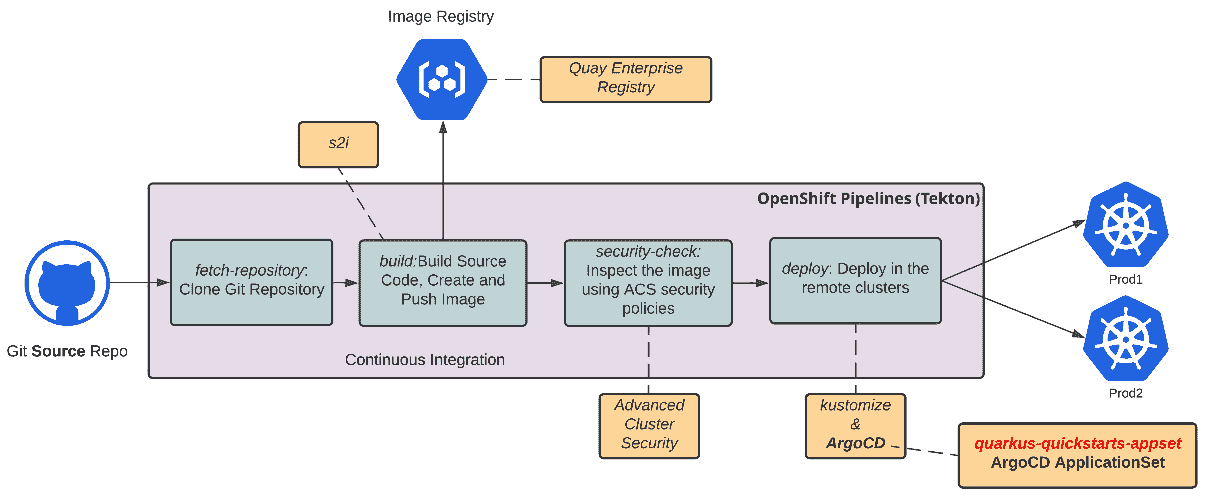 Image Registry
Quay Enterprise
Registry
s2i
OpenShift Pipelines (Tekton)
fetch-repository:
Clone Git Repository
build:Build Source
Code, Create and
Push Image
security-check:
Inspect the image
using ACS security
policies
deploy: Deploy in the
remote clusters
Prod1
Git Source Repo
Continuous Integration
Prod2
Advanced
Cluster
Security
kustomize
&
ArgoCD
quarkus-quickstarts-appset
ArgoCD ApplicationSet